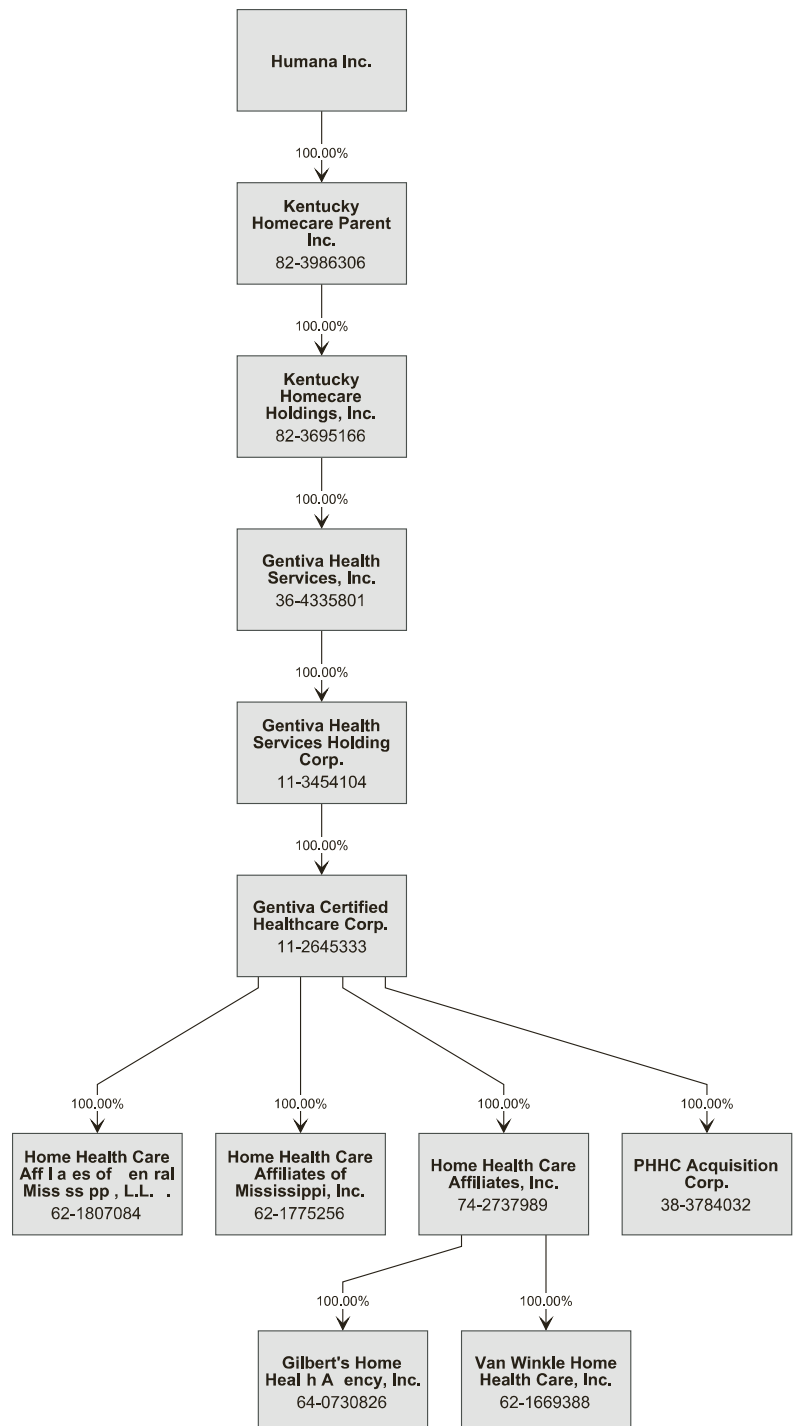 Humana Inc.
100.00%
Kentucky
Homecare Parent
Inc.
82-3986306
100.00%
Kentucky
Homecare
Holdings, Inc.
82-3695166
100.00%
Gentiva Health
Services, Inc.
36-4335801
100.00%
Gentiva Health
Services Holding
Corp.
11-3454104
100.00%
Gentiva Certified
Healthcare Corp.
11-2645333
100.00% 100.00% 100.00% 100.00%
Home Health Care
of
62-1807084
Home Health Care
Affiliates of
Mississippi, Inc.
62-1775256
Home Health Care
Affiliates, Inc.
74-2737989
PHHC Acquisition
Corp.
38-3784032
100.00% 100.00%
Gilbert's Home
Inc.
64-0730826
Van Winkle Home
Health Care, Inc.
62-1669388